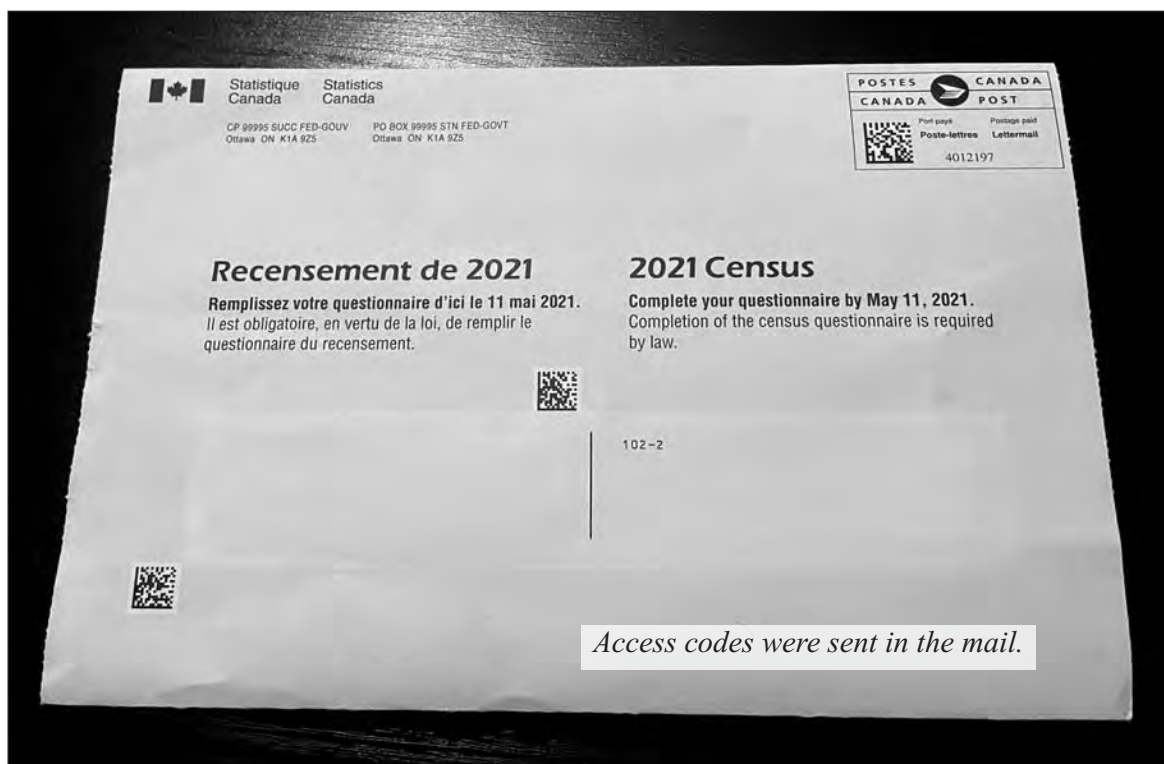 Statistique
Canada
Statistics
Canada
CP 99995 SUCC FED-GOUV
Ottawa ON K1A 9Z5
PO BOX 99995 STN FED-GOVT
Ottawa ON K1A 9Z5
POSTES CANADA
CANADA POST
Port payé Postage paid
Poste-lettres Lettermail
4012197
Recensement de 2021
Remplissez votre questionnaire d'ici le 11 mai 2021.
Il est obligatoire, en vertu de la loi, de remplir le
questionnaire du recensement.
2021 Census
Complete your questionnaire by May 11, 2021.
Completion of the census questionnaire is required
by law.
102-2
Access codes were sent in the mail.